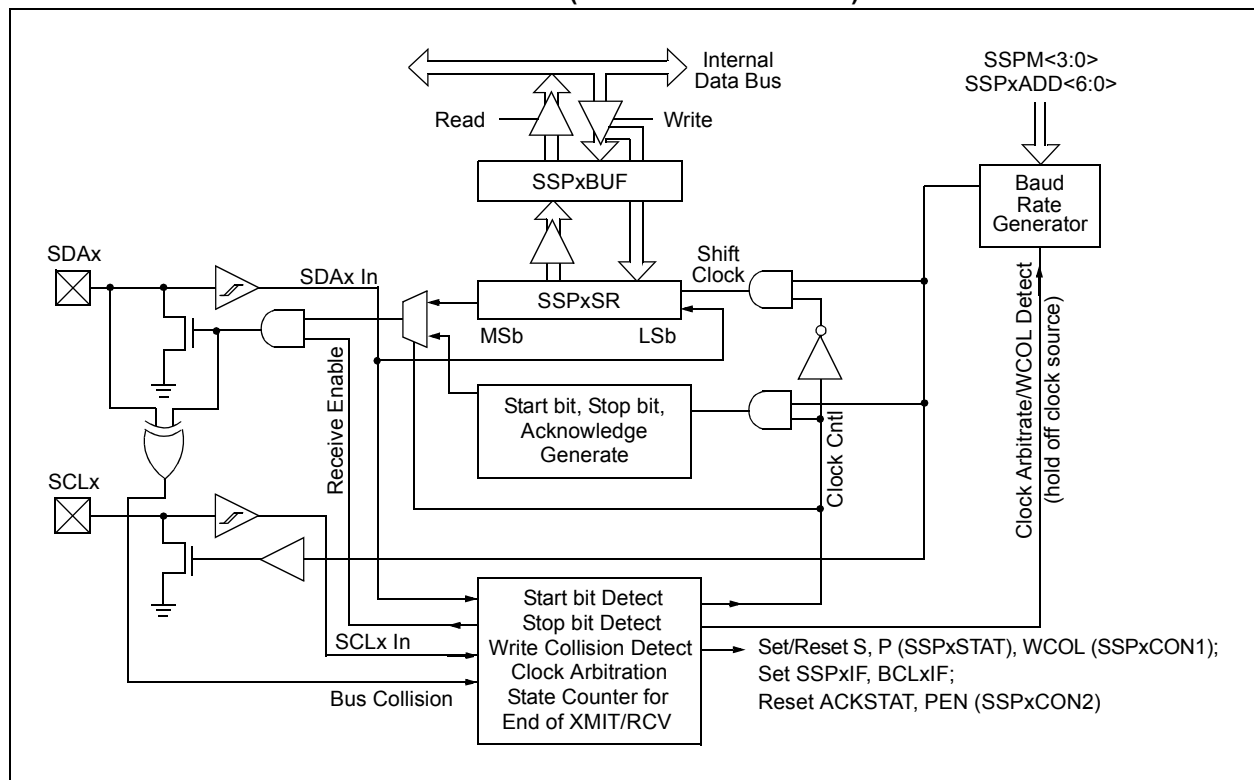 Internal
Data Bus
SSPM<3:0>
SSPxADD<6:0>
Read
Write
SSPxBUF
Baud
Rate
Generator
SDAx
SDAx In
Shift
Clock
SSPxSR
MSb
LSb
Receive Enable
Start bit, Stop bit,
Acknowledge
Generate
Clock Cntl
Clock Arbitrate/WCOL Detect
(hold off clock source)
SCLx
SCLx In
Bus Collision
Start bit Detect
Stop bit Detect
Write Collision Detect
Clock Arbitration
State Counter for
End of XMIT/RCV
Set/Reset S, P (SSPxSTAT), WCOL (SSPxCON1);
Set SSPxIF, BCLxIF;
Reset ACKSTAT, PEN (SSPxCON2)